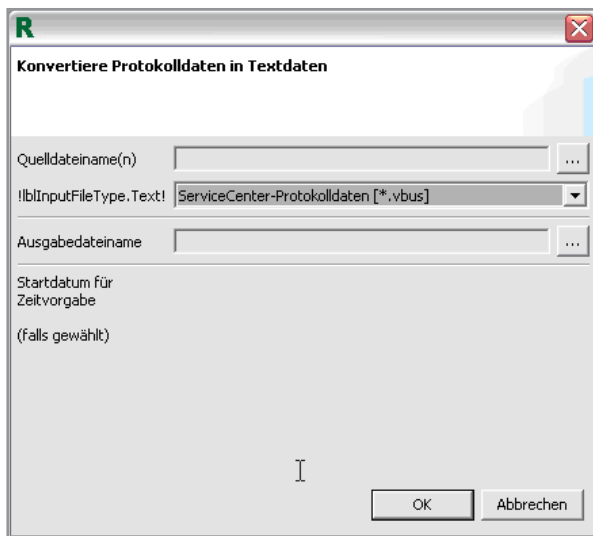 R
Konvertiere Protokolldaten in Textdaten
Quelldateiname(n)
...
!lblInputFileType.Text! ServiceCenter-Protokolldaten [*.vbus]
Ausgabedateiname
...
Startdatum für
Zeitvorgabe
(falls gewählt)
OK Abbrechen